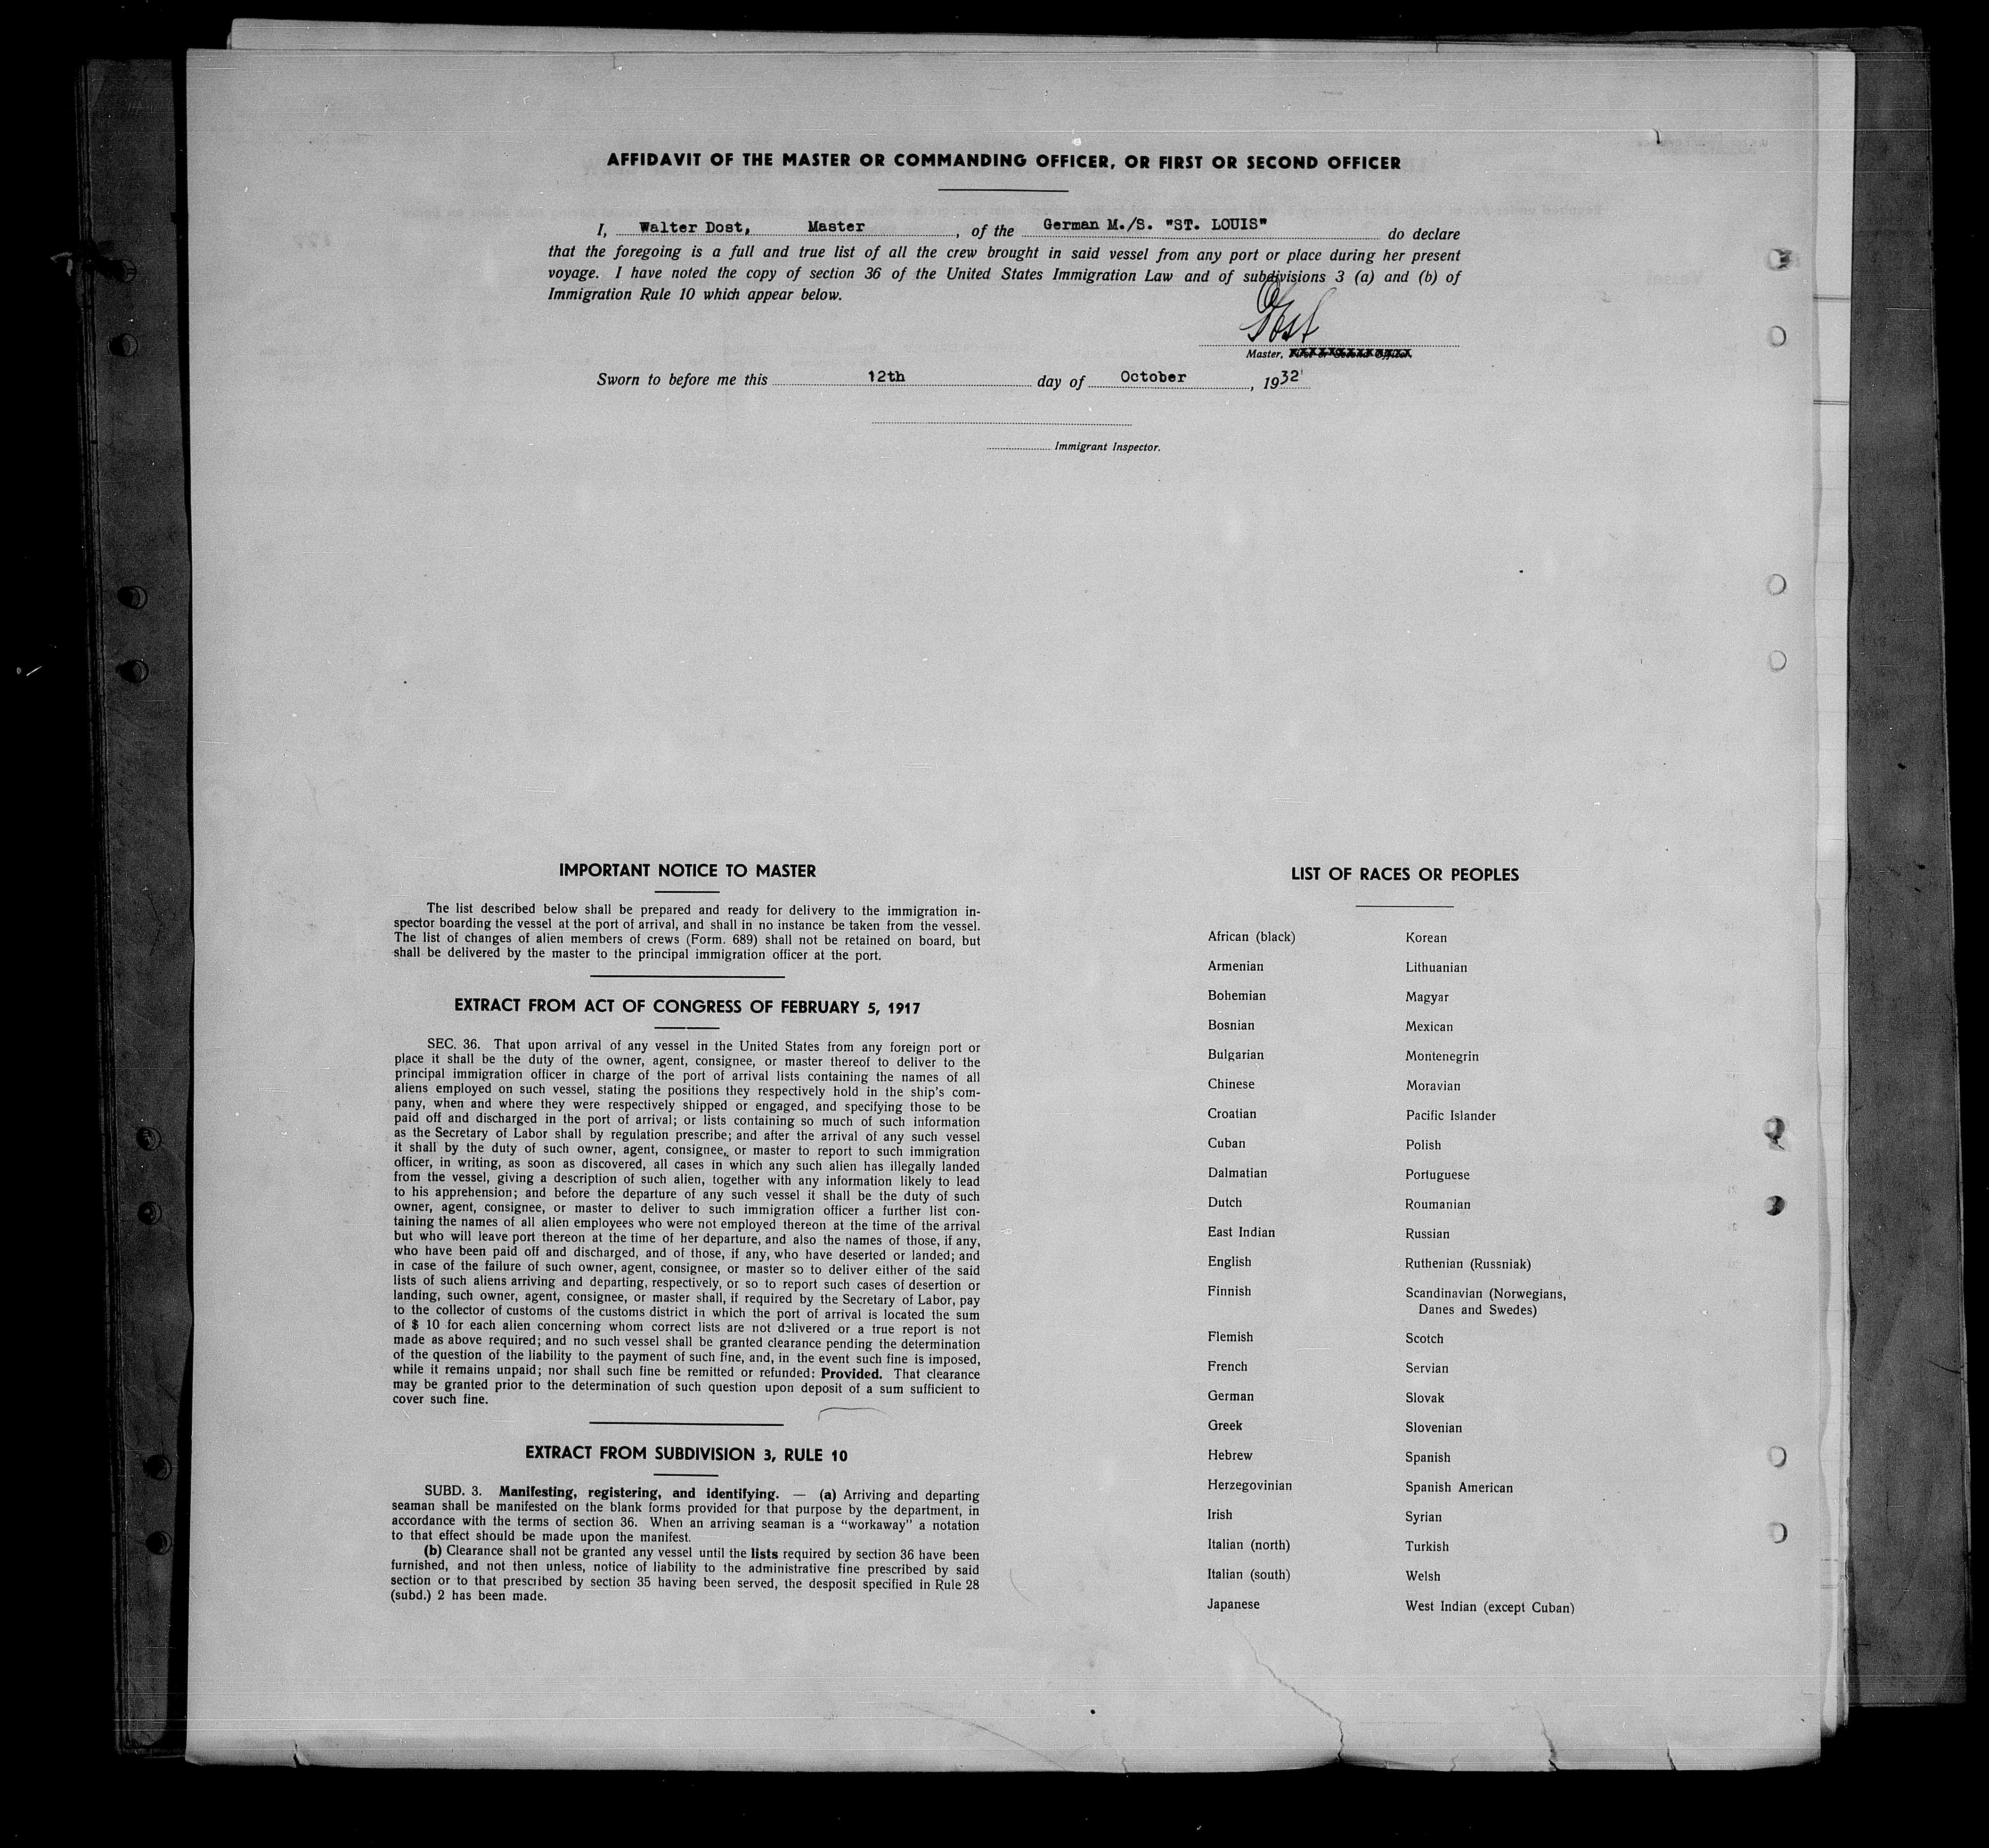 AFFIDAVIT OF THE MASTER OR COMMANDING OFFICER, OR FIRST OR SECOND OFFICER
I, Walter Dost, Master, of the German M./S. "ST. LOUIS" do declare
that the foregoing is a full and true list of all the crew brought in said vessel from any port or place during her present
voyage. I have noted the copy of section 36 of the United States Immigration Law and of subdivisions 3 (a) and (b) of
Immigration Rule 10 which appear below.
Dost
Master, First or Second Officer
Sworn to before me this 12th day of October, 1932
Immigrant Inspector.
IMPORTANT NOTICE TO MASTER
The list described below shall be prepared and ready for delivery to the immigration in-
spector boarding the vessel at the port of arrival, and shall in no instance be taken from the vessel.
The list of changes of alien members of crews (Form. 689) shall not be retained on board, but
shall be delivered by the master to the principal immigration officer at the port.
EXTRACT FROM ACT OF CONGRESS OF FEBRUARY 5, 1917
SEC. 36. That upon arrival of any vessel in the United States from any foreign port or
place it shall be the duty of the owner, agent, consignee, or master thereof to deliver to the
principal immigration officer in charge of the port of arrival lists containing the names of all
aliens employed on such vessel, stating the positions they respectively hold in the ship's com-
pany, when and where they were respectively shipped or engaged, and specifying those to be
paid off and discharged in the port of arrival; or lists containing so much of such information
as the Secretary of Labor shall by regulation prescribe; and after the arrival of any such vessel
it shall by the duty of such owner, agent, consignee, or master to report to such immigration
officer, in writing, as soon as discovered, all cases in which any such alien has illegally landed
from the vessel, giving a description of such alien, together with any information likely to lead
to his apprehension; and before the departure of any such vessel it shall be the duty of such
owner, agent, consignee, or master to deliver to such immigration officer a further list con-
taining the names of all alien employees who were not employed thereon at the time of the arrival
but who will leave port thereon at the time of her departure, and also the names of those, if any,
who have been paid off and discharged, and of those, if any, who have deserted or landed; and
in case of the failure of such owner, agent, consignee, or master so to deliver either of the said
lists of such aliens arriving and departing, respectively, or so to report such cases of desertion or
landing, such owner, agent, consignee, or master shall, if required by the Secretary of Labor, pay
to the collector of customs of the customs district in which the port of arrival is located the sum
of $ 10 for each alien concerning whom correct lists are not delivered or a true report is not
made as above required; and no such vessel shall be granted clearance pending the determination
of the question of the liability to the payment of such fine, and, in the event such fine is imposed,
while it remains unpaid; nor shall such fine be remitted or refunded: Provided. That clearance
may be granted prior to the determination of such question upon deposit of a sum sufficient to
cover such fine.
EXTRACT FROM SUBDIVISION 3, RULE 10
SUBD. 3. Manifesting, registering, and identifying. — (a) Arriving and departing
seaman shall be manifested on the blank forms provided for that purpose by the department, in
accordance with the terms of section 36. When an arriving seaman is a “workaway” a notation
to that effect should be made upon the manifest.
(b) Clearance shall not be granted any vessel until the lists required by section 36 have been
furnished, and not then unless, notice of liability to the administrative fine prescribed by said
section or to that prescribed by section 35 having been served, the desposit specified in Rule 28
(subd.) 2 has been made.
LIST OF RACES OR PEOPLES
African (black)
Armenian
Bohemian
Bosnian
Bulgarian
Chinese
Croatian
Cuban
Dalmatian
Dutch
East Indian
English
Finnish
Flemish
French
German
Greek
Hebrew
Herzegovinian
Irish
Italian (north)
Italian (south)
Japanese
Korean
Lithuanian
Magyar
Mexican
Montenegrin
Moravian
Pacific Islander
Polish
Portuguese
Roumanian
Russian
Ruthenian (Russniak)
Scandinavian (Norwegians,
Danes and Swedes)
Scotch
Servian
Slovak
Slovenian
Spanish
Spanish American
Syrian
Turkish
Welsh
West Indian (except Cuban)